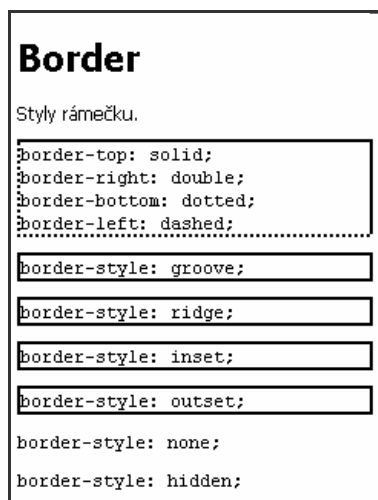 Border
Styly rámečku.
border-top: solid;
border-right: double;
border-bottom: dotted;
border-left: dashed;
border-style: groove;
border-style: ridge;
border-style: inset;
border-style: outset;
border-style: none;
border-style: hidden;